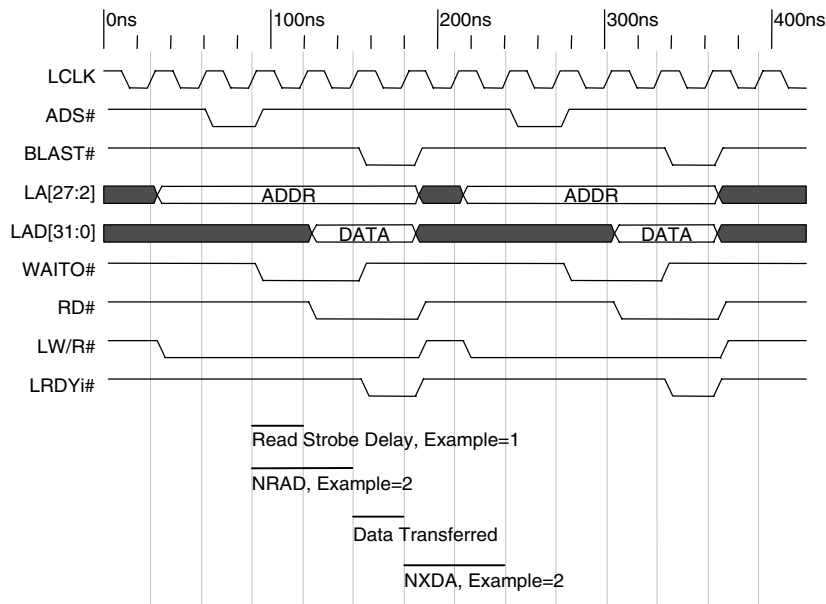 0ns 100ns 200ns 300ns 400ns
LCLK
ADS#
BLAST#
LA[27:2] ADDR ADDR
LAD[31:0] DATA DATA
WAITO#
RD#
LW/R#
LRDYi#
Read Strobe Delay, Example=1
NRAD, Example=2
Data Transferred
NXDA, Example=2